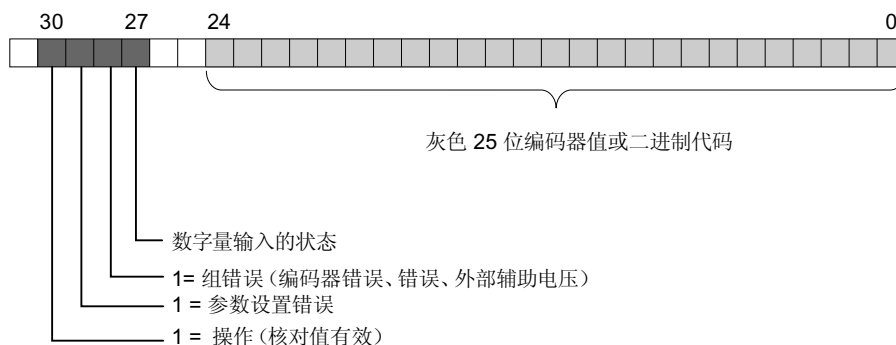 30 27 24 0
灰色 25 位编码器值或二进制代码
数字量输入的状态
1= 组错误(编码器错误、错误、外部辅助电压)
1 = 参数设置错误
1 = 操作(核对值有效)